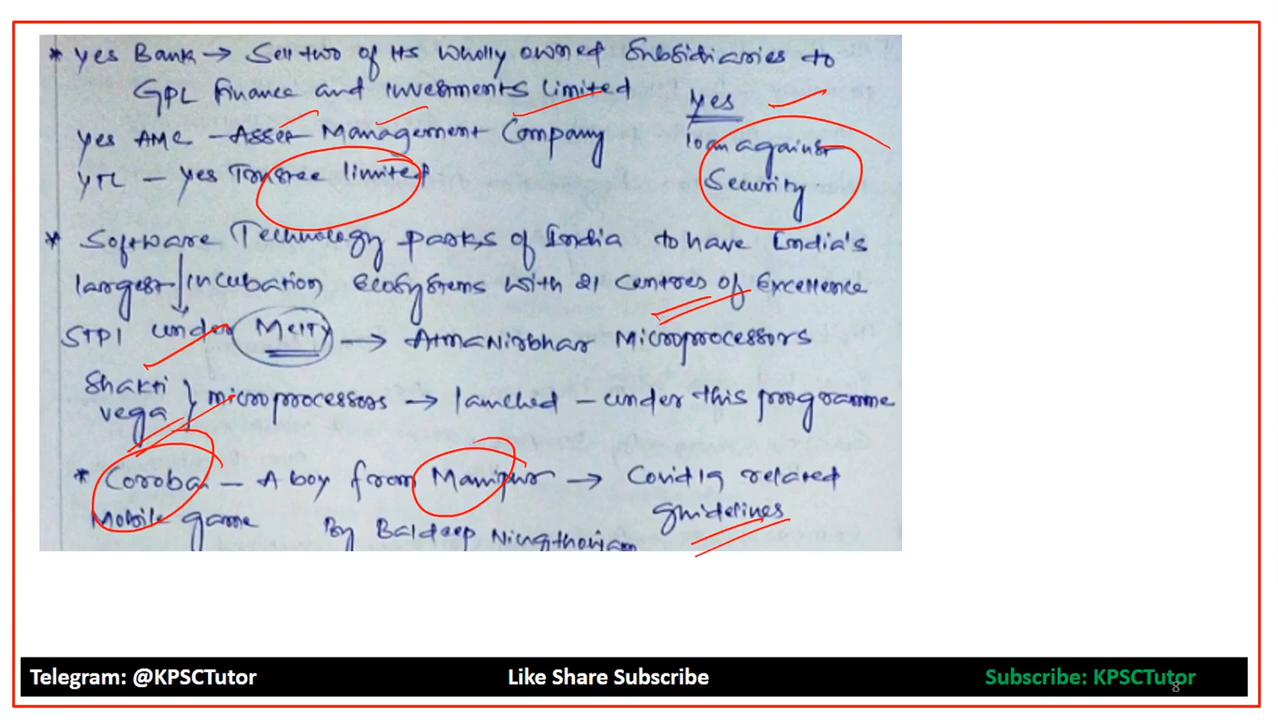 * Yes Bank → Sell two of its wholly owned Subsidiaries to
GPL Finance and Investments limited
Yes AMC - Asset Management Company
YTL - Yes Trustee limited
Yes
loan against
Security
* Software Technology parks of India to have India's
largest incubation Ecosystems with 21 centres of Excellence
STPI under MeITY → AtmaNirbhar Microprocessors
Shakti
vega } microprocessors → launched - under this programme
* Coroboi - A boy from Manipur → Covid19 related
Mobile game By Baldeep Ningthoujam guidelines
Telegram: @KPSCTutor Like Share Subscribe Subscribe: KPSCTutor
8